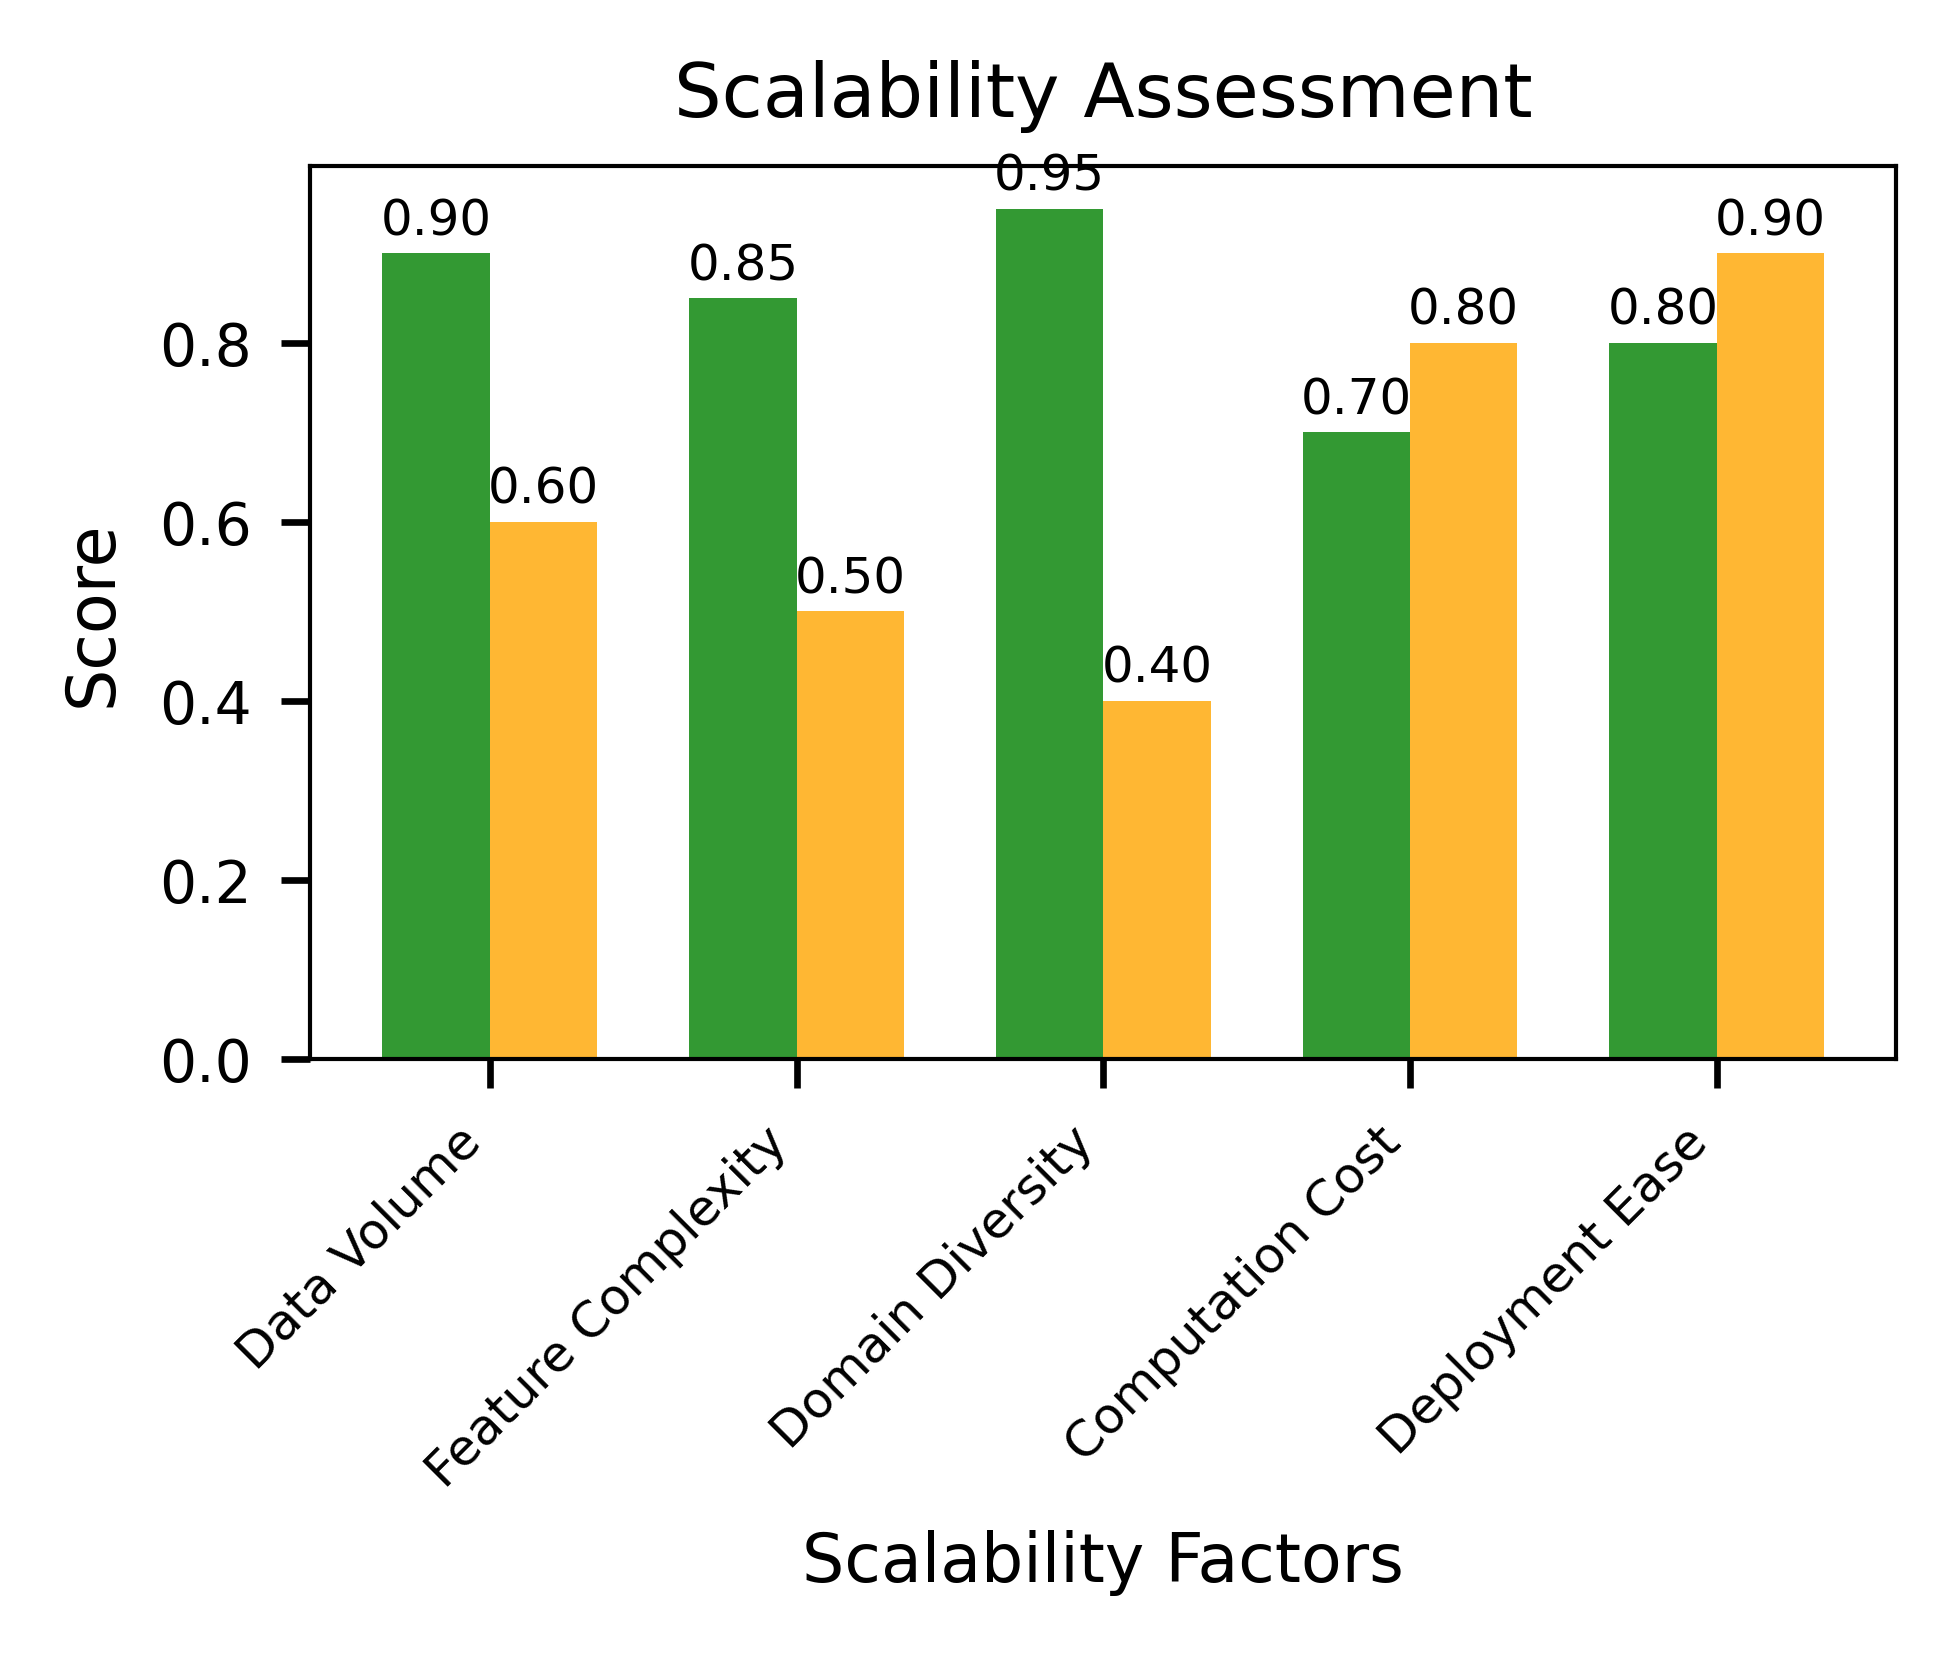 Scalability Assessment
0.95
0.90
0.90
0.85
0.80
0.80
0.70
0.60
0.50
0.40
0.8
0.6
0.4
0.2
0.0
Score
Data Volume
Feature Complexity
Domain Diversity
Computation Cost
Deployment Ease
Scalability Factors